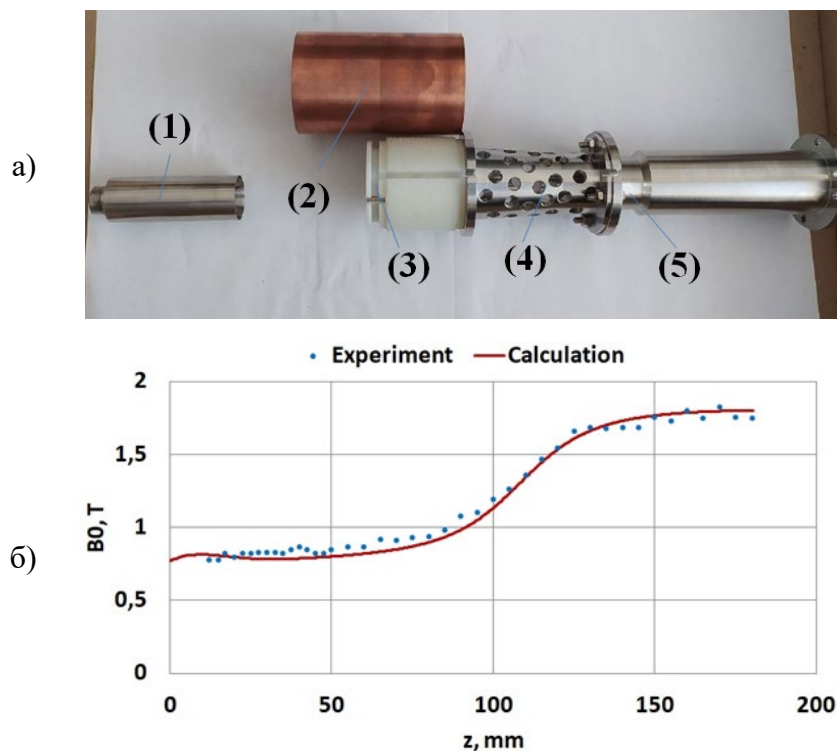 а)
(1)
(2)
(3)
(4)
(5)
б)
Experiment
Calculation
B0, T
2
1,5
1
0,5
0
0
50
100
150
200
z, mm